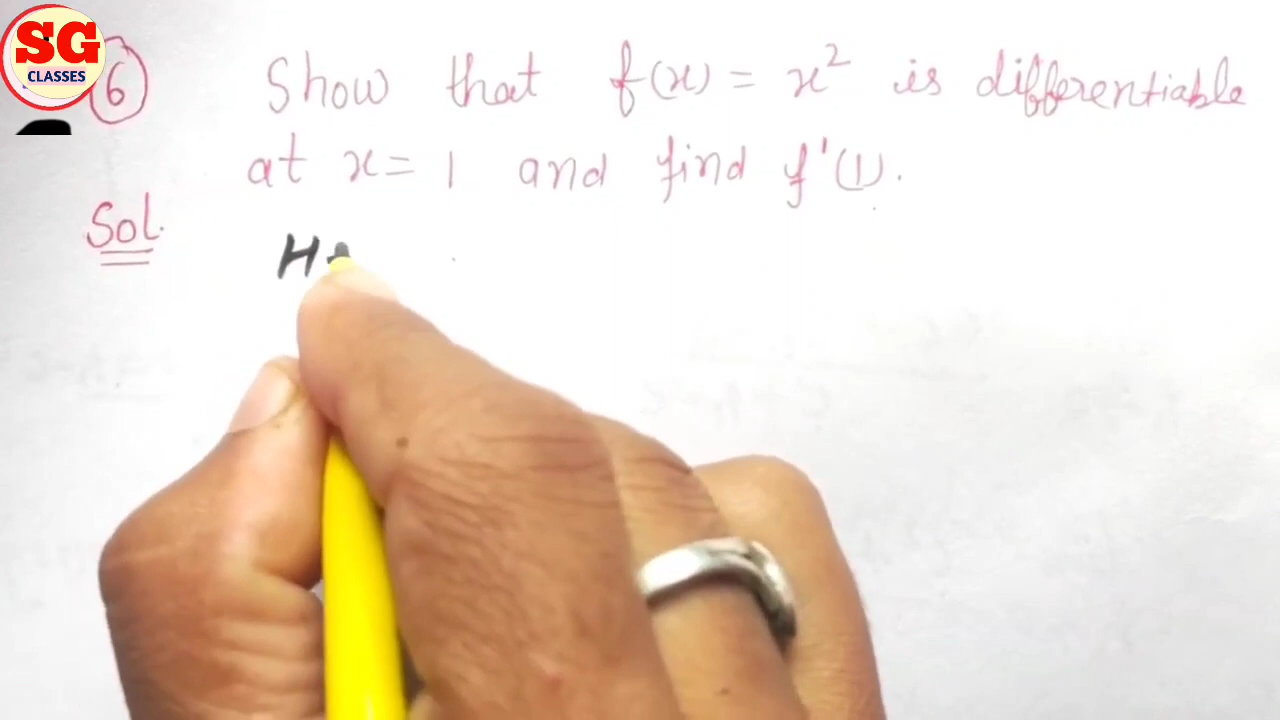 SG
CLASSES
6 Show that f(x) = x² is differentiable
at x = 1 and find f'(1).
Sol.
H